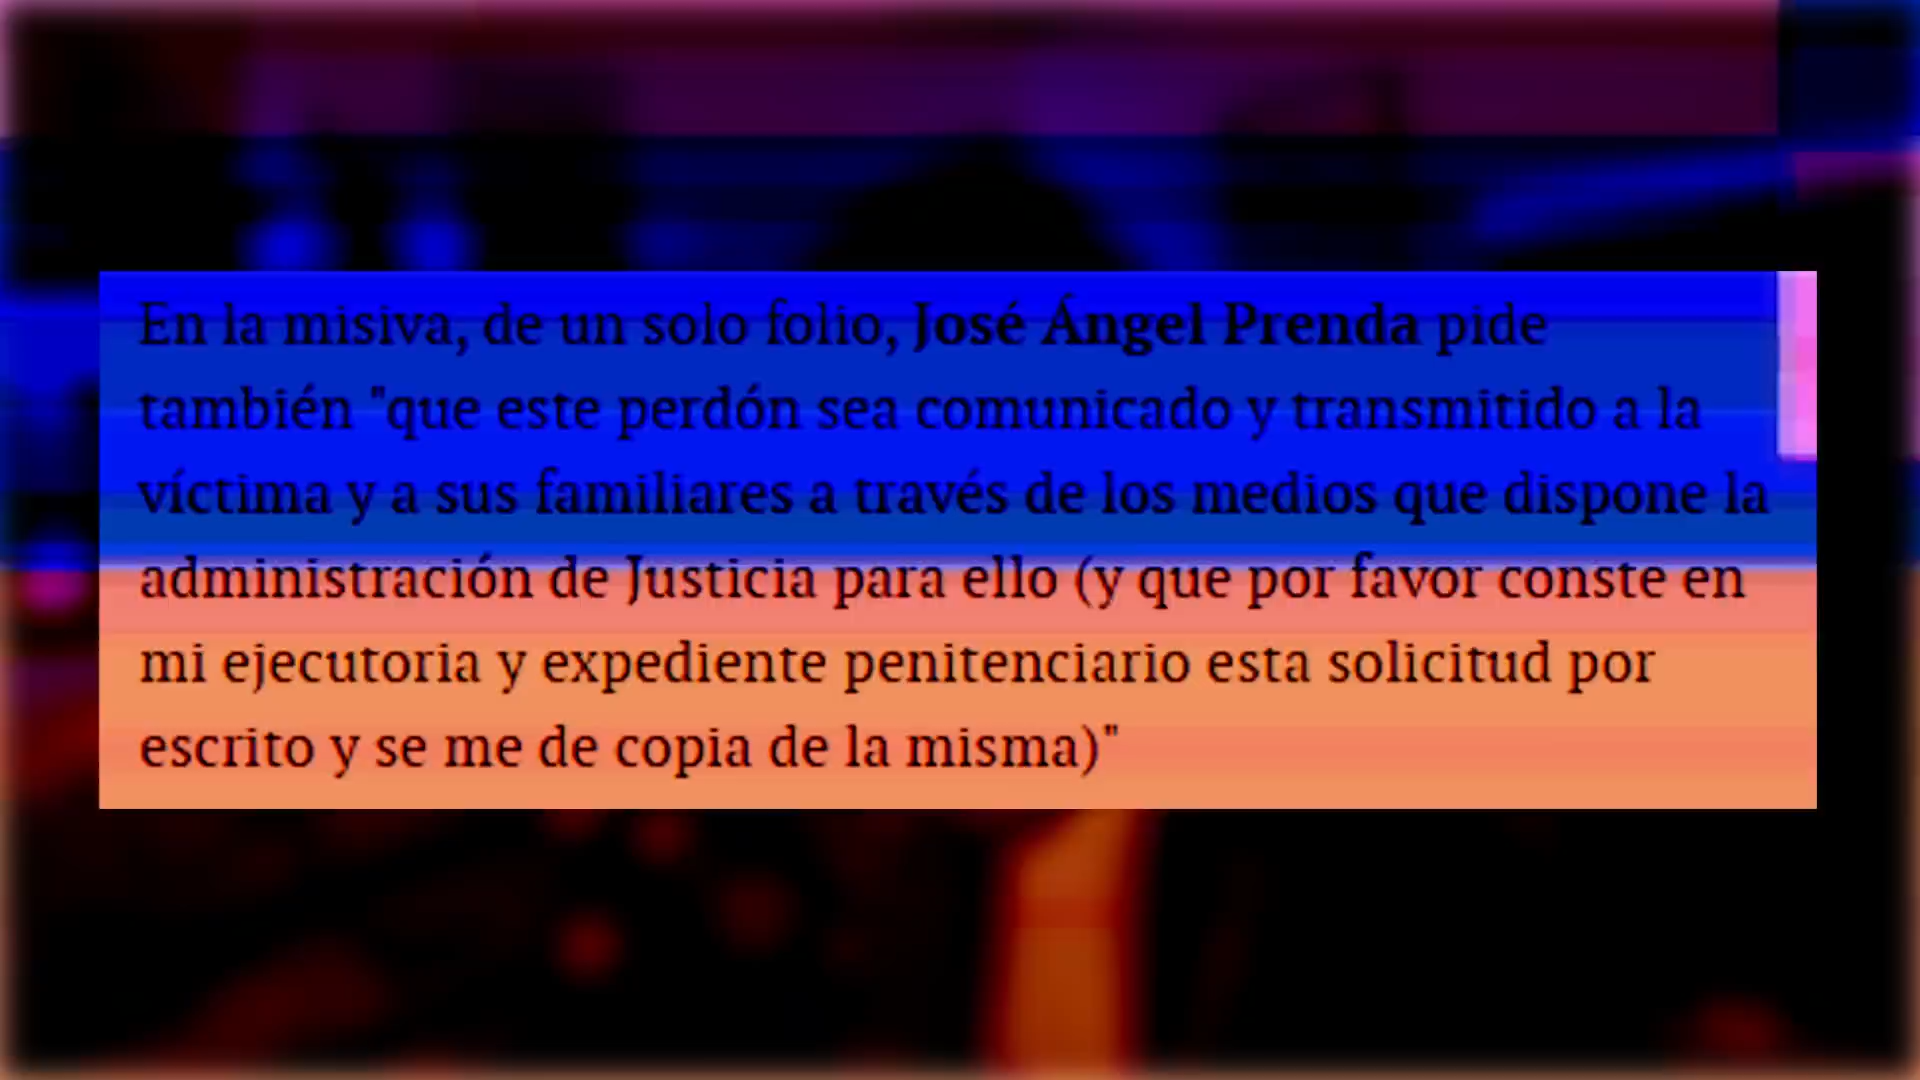 En la misiva, de un solo folio, José Ángel Prenda pide
también "que este perdón sea comunicado y transmitido a la
víctima y a sus familiares a través de los medios que dispone la
administración de Justicia para ello (y que por favor conste en
mi ejecutoria y expediente penitenciario esta solicitud por
escrito y se me de copia de la misma)"